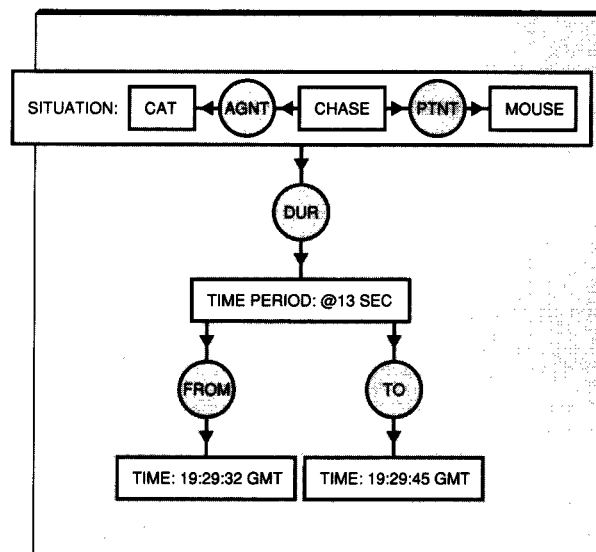 SITUATION: CAT AGNT CHASE PTNT MOUSE
DUR
TIME PERIOD: @13 SEC
FROM TO
TIME: 19:29:32 GMT TIME: 19:29:45 GMT